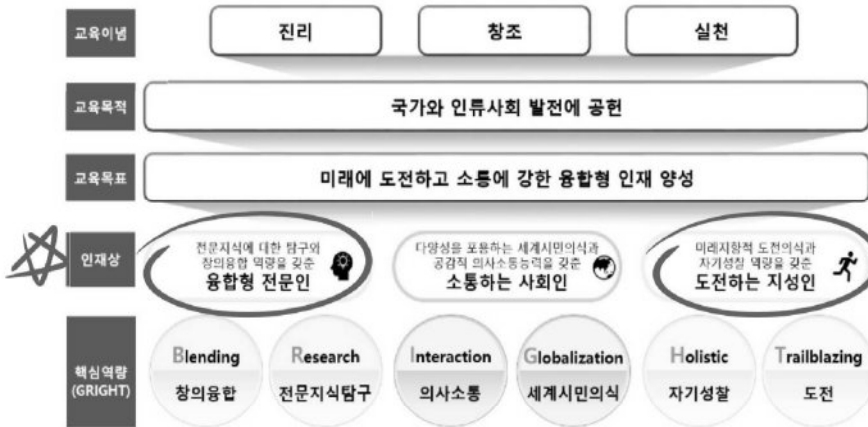 교육이념
진리
창조
실천
교육목적
국가와 인류사회 발전에 공헌
교육목표
미래에 도전하고 소통에 강한 융합형 인재 양성
인재상
전문지식에 대한 탐구와
창의융합 역량을 갖춘
융합형 전문인
다양성을 포용하는 세계시민의식과
공감적 의사소통능력을 갖춘
소통하는 사회인
미래지향적 도전의식과
자기성찰 역량을 갖춘
도전하는 지성인
핵심역량
(GRIGHT)
Blending
창의융합
Research
전문지식탐구
Interaction
의사소통
Globalization
세계시민의식
Holistic
자기성찰
Trailblazing
도전